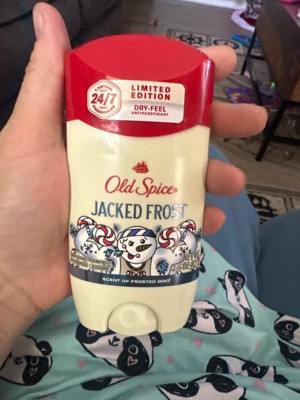 24/7
LIMITED
EDITION
DRY-FEEL
ANTIPERSPIRANT
Old Spice
JACKED FROST
SCENT OF FROSTED MINT